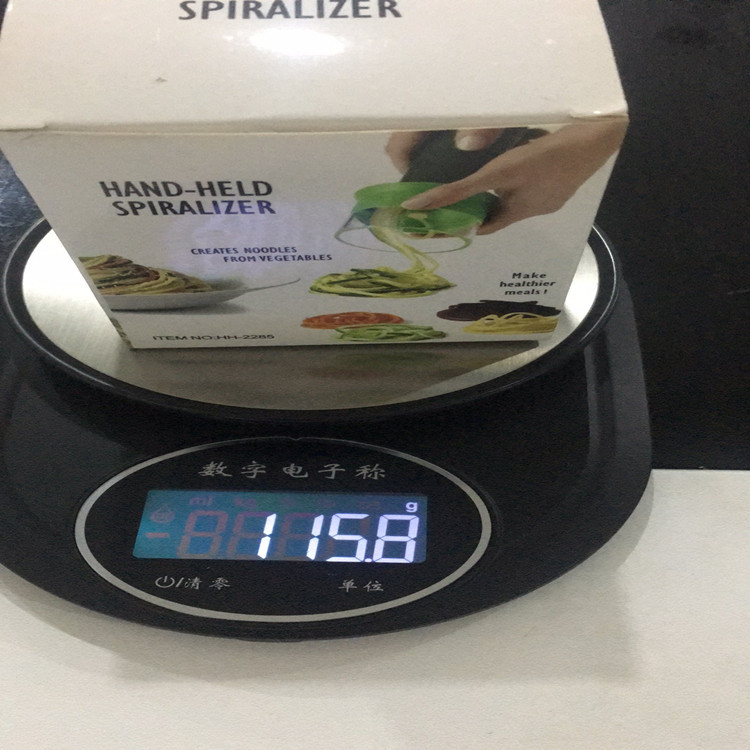 SPIRALIZER
HAND-HELD
SPIRALIZER
CREATES NOODLES
FROM VEGETABLES
Make
healthier
meals!
ITEM NO:HH-2285
数字电子称
g
115.8
/清零
单位